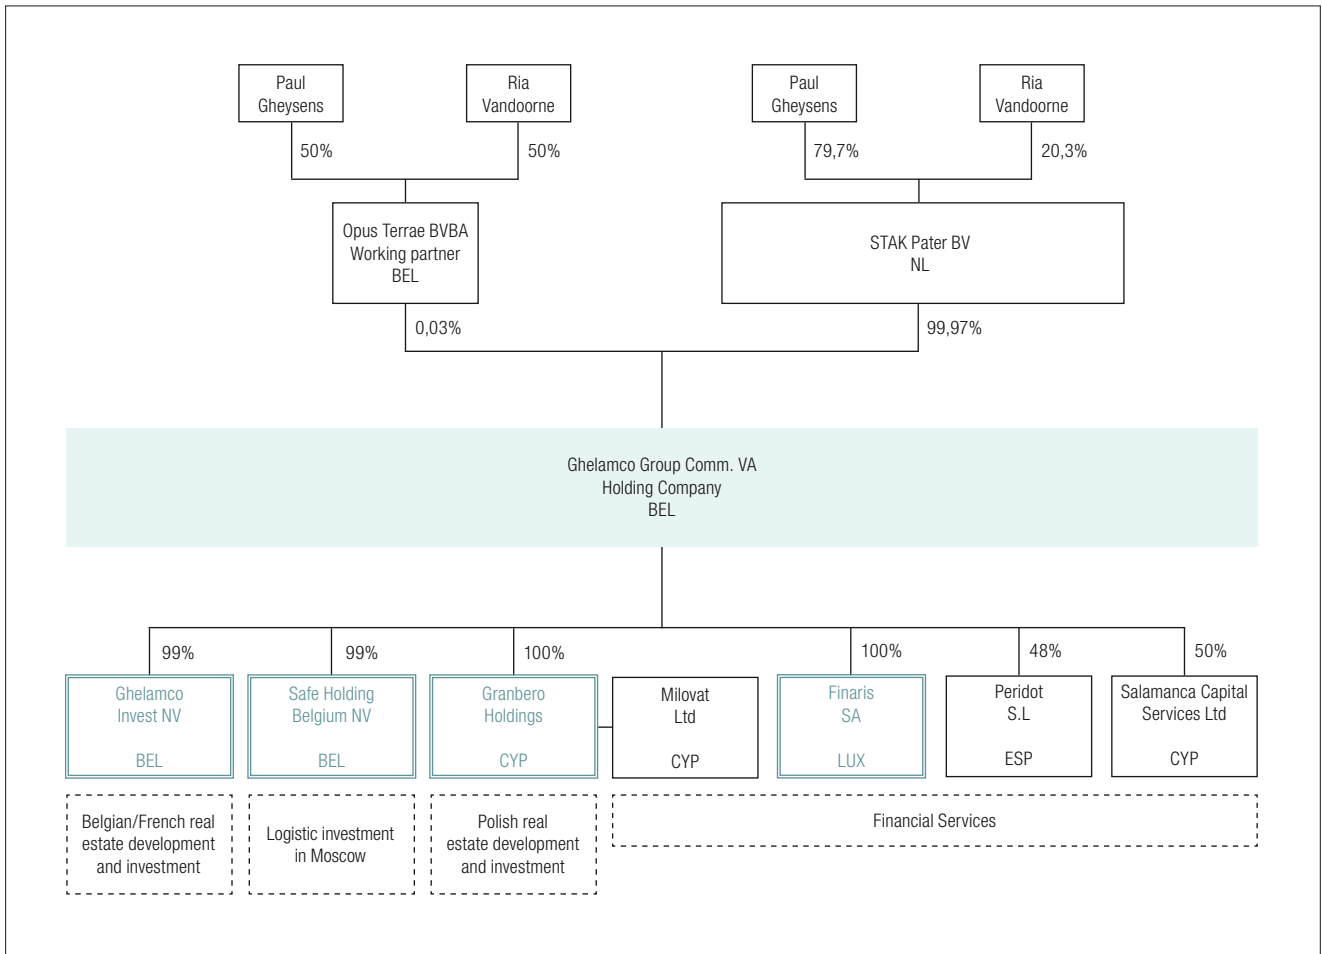 Paul
Gheysens
Ria
Vandoorne
Paul
Gheysens
Ria
Vandoorne
50%
50%
79,7%
20,3%
Opus Terrae BVBA
Working partner
BEL
STAK Pater BV
NL
0,03%
99,97%
Ghelamco Group Comm. VA
Holding Company
BEL
99%
99%
100%
100%
48%
50%
Ghelamco
Invest NV
BEL
Safe Holding
Belgium NV
BEL
Granbero
Holdings
CYP
Milovat
Ltd
CYP
Finaris
SA
LUX
Peridot
S.L
ESP
Salamanca Capital
Services Ltd
CYP
Belgian/French real
estate development
and investment
Logistic investment
in Moscow
Polish real
estate development
and investment
Financial Services